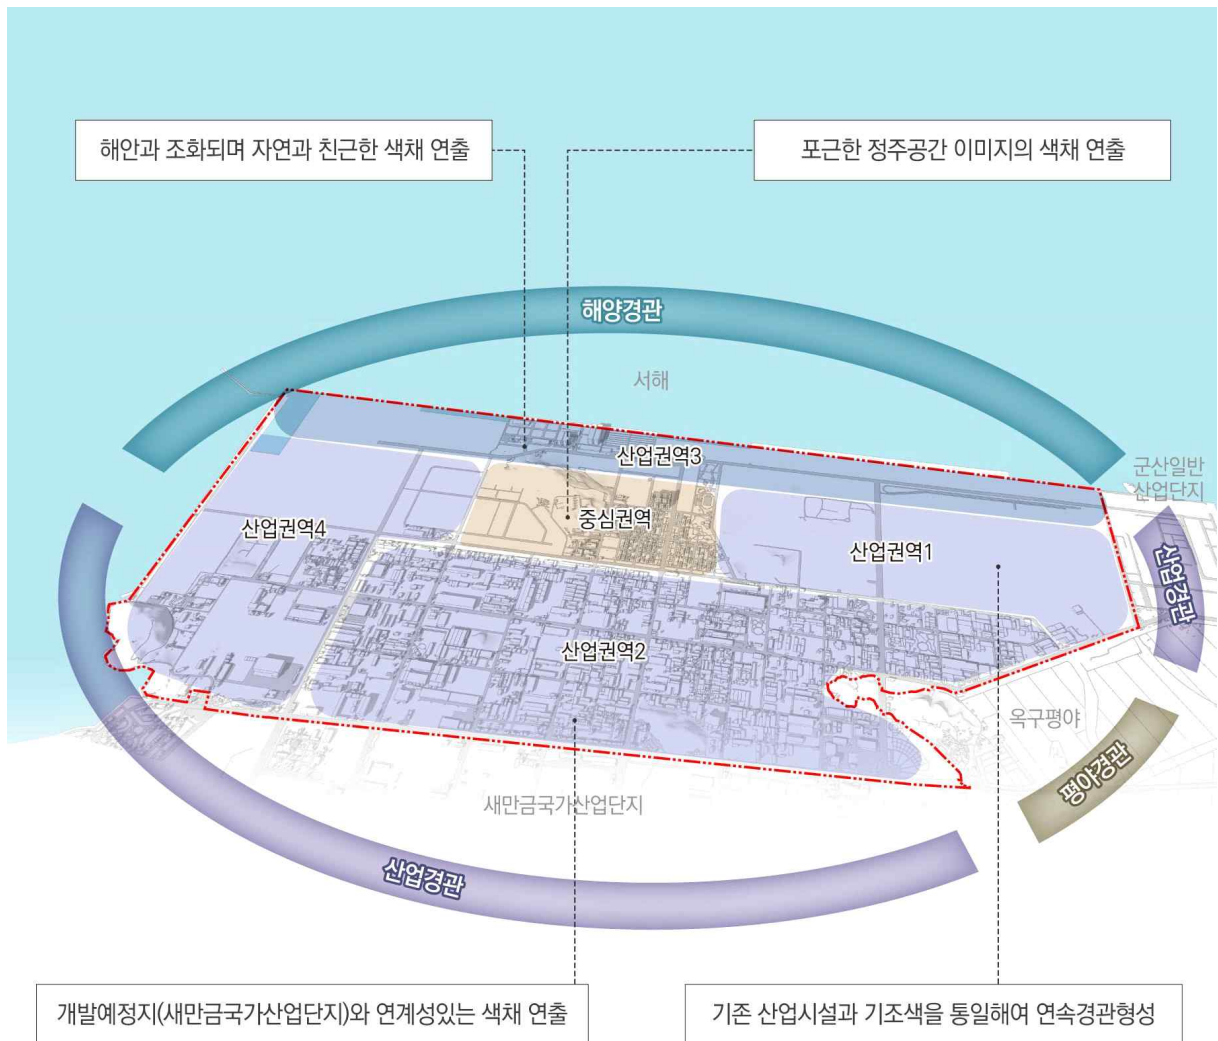 해안과 조화되며 자연과 친근한 색채 연출
포근한 정주공간 이미지의 색채 연출
해양경관
서해
산업권역3
군산일반
산업단지
중심권역
산업권역4
산업권역1
산업경관
산업권역2
옥구평야
평야경관
새만금국가산업단지
산업경관
개발예정지(새만금국가산업단지)와 연계성있는 색채 연출
기존 산업시설과 기조색을 통일해여 연속경관형성